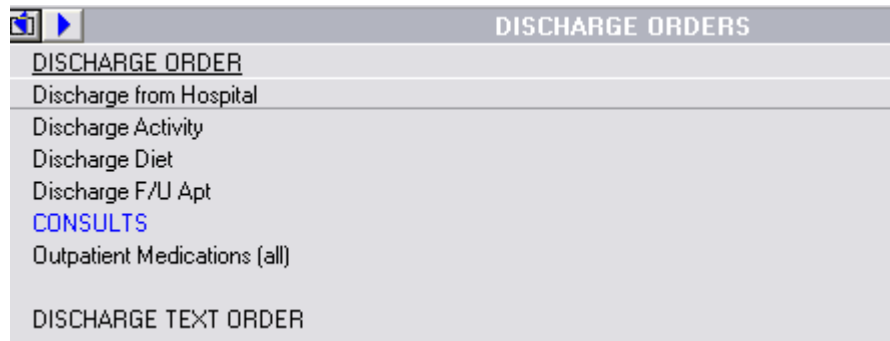 DISCHARGE ORDERS
DISCHARGE ORDER
Discharge from Hospital
Discharge Activity
Discharge Diet
Discharge F/U Apt
CONSULTS
Outpatient Medications (all)
DISCHARGE TEXT ORDER